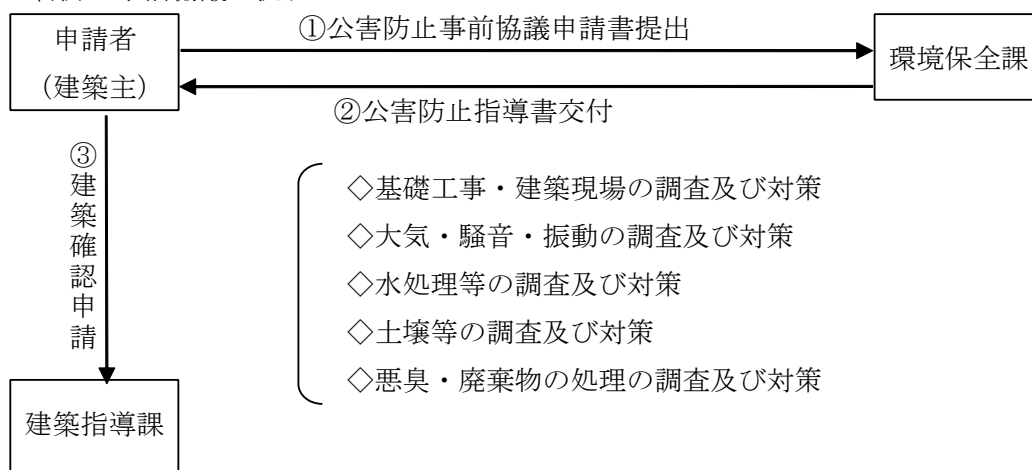 申請者
(建築主)
①公害防止事前協議申請書提出
環境保全課
②公害防止指導書交付
③建築確認申請
◇基礎工事・建築現場の調査及び対策
◇大気・騒音・振動の調査及び対策
◇水処理等の調査及び対策
◇土壌等の調査及び対策
◇悪臭・廃棄物の処理の調査及び対策
建築指導課